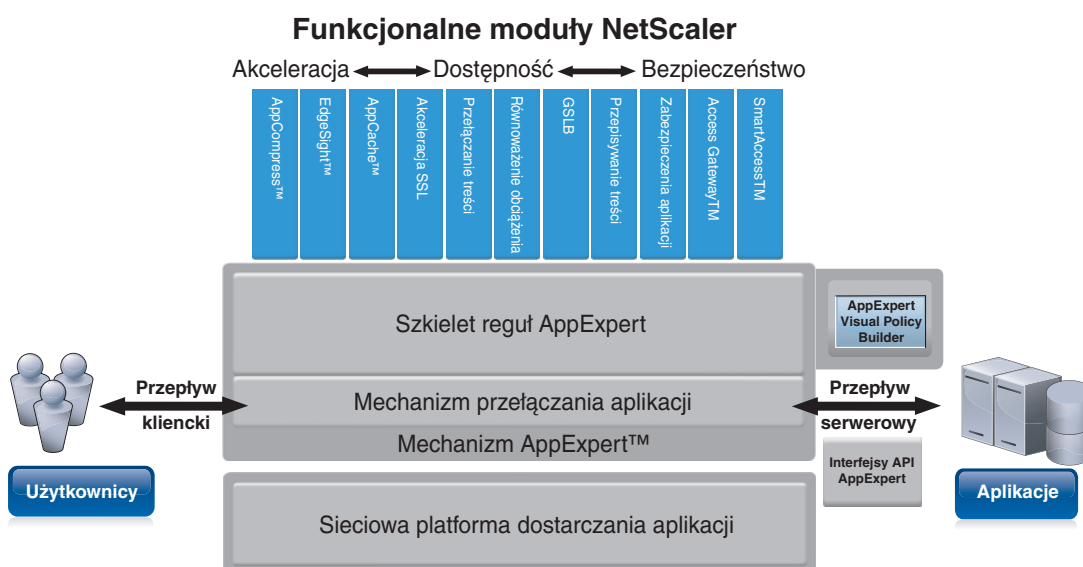 Funkcjonalne moduły NetScaler
Akceleracja Dostępność Bezpieczeństwo
AppCompress™
EdgeSight™
AppCache™
Akceleracja SSL
Przełączanie treści
Równoważenie obciążenia
GSLB
Przepisywanie treści
Zabezpieczenia aplikacji
Access GatewayTM
SmartAccessTM
Szkielet reguł AppExpert
AppExpert
Visual Policy
Builder
Przepływ
kliencki
Mechanizm przełączania aplikacji
Przepływ
serwerowy
Mechanizm AppExpert™
Interfejsy API
AppExpert
Użytkownicy
Aplikacje
Sieciowa platforma dostarczania aplikacji